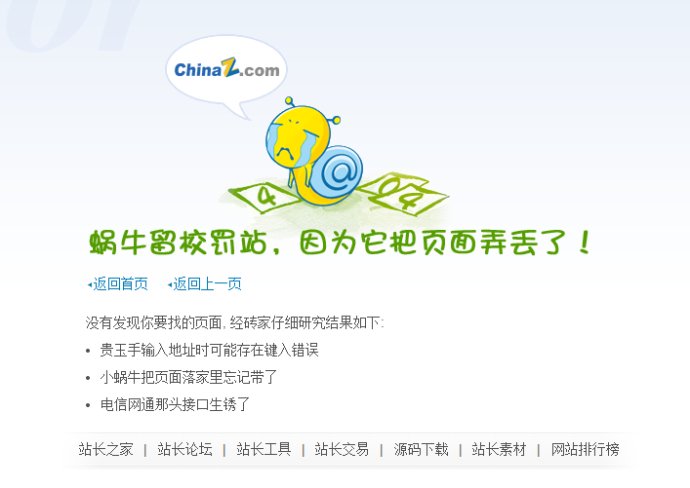 ChinaZ.com
@
404
蜗牛留校罚站，因为它把页面弄丢了！
返回首页 返回上一页
没有发现你要找的页面, 经砖家仔细研究结果如下:
• 贵玉手输入地址时可能存在键入错误
• 小蜗牛把页面落家里忘记带了
• 电信网通那头接口生锈了
站长之家 | 站长论坛 | 站长工具 | 站长交易 | 源码下载 | 站长素材 | 网站排行榜